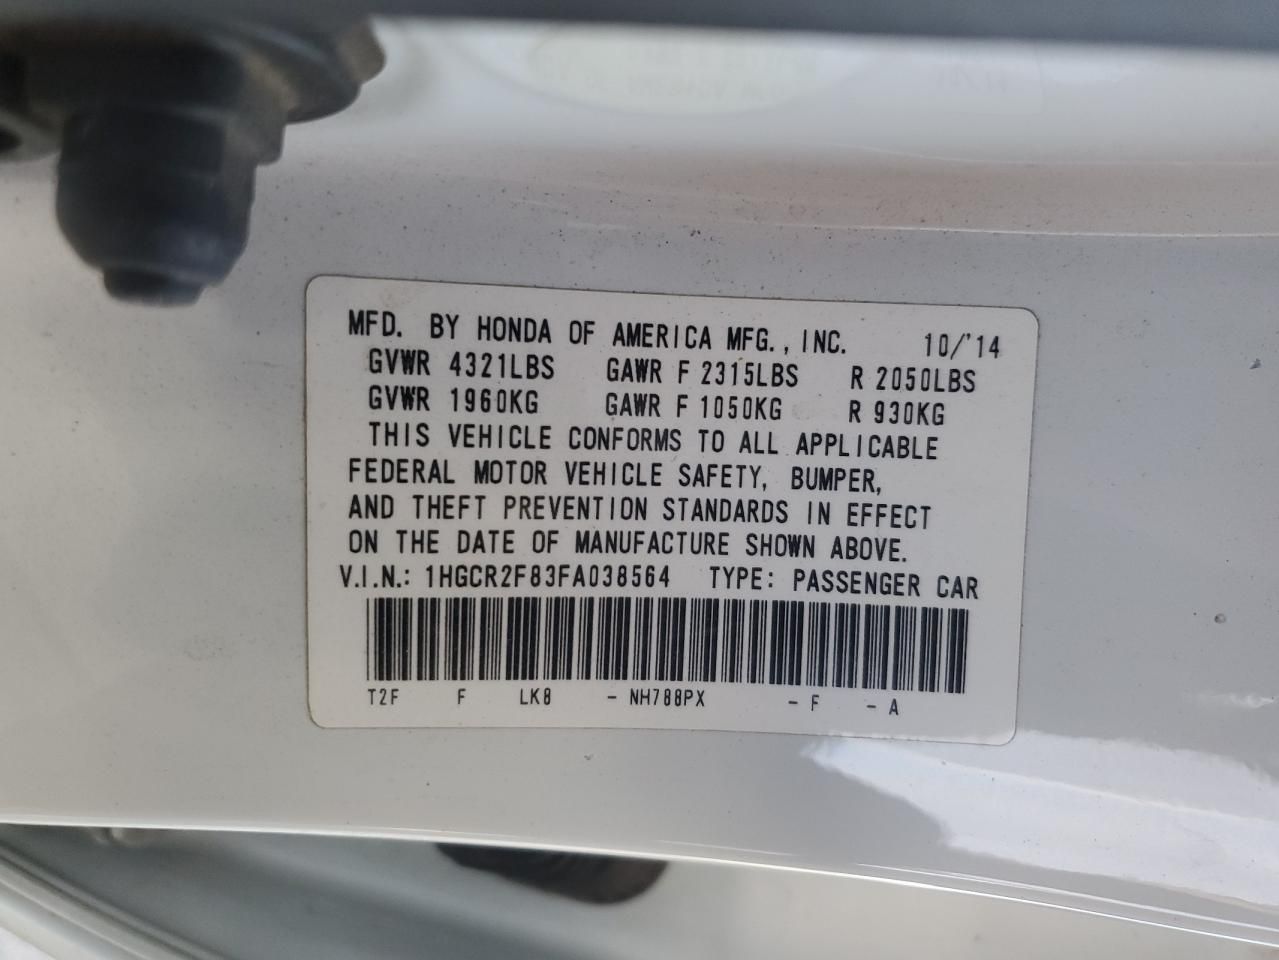 MFD. BY HONDA OF AMERICA MFG., INC. 10/'14
GVWR 4321LBS GAWR F 2315LBS R 2050LBS
GVWR 1960KG GAWR F 1050KG R 930KG
THIS VEHICLE CONFORMS TO ALL APPLICABLE
FEDERAL MOTOR VEHICLE SAFETY, BUMPER,
AND THEFT PREVENTION STANDARDS IN EFFECT
ON THE DATE OF MANUFACTURE SHOWN ABOVE.
V.I.N.: 1HGCR2F83FA038564 TYPE: PASSENGER CAR
T2F F LK8 - NH788PX - F - A